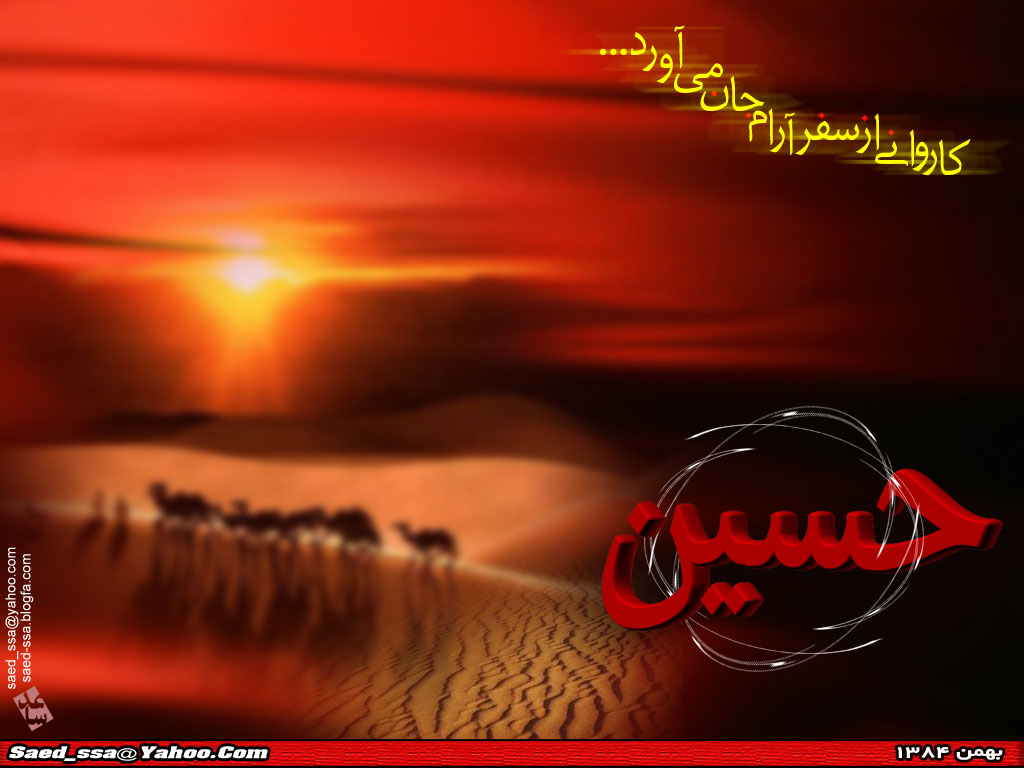 کاروانی از سفر آرام جان می آورد...
حسین
saed_ssa@yahoo.com
saed-ssa.blogfa.com
ساعد
Saed_ssa@Yahoo.Com
بهمن ۱۳۸۴